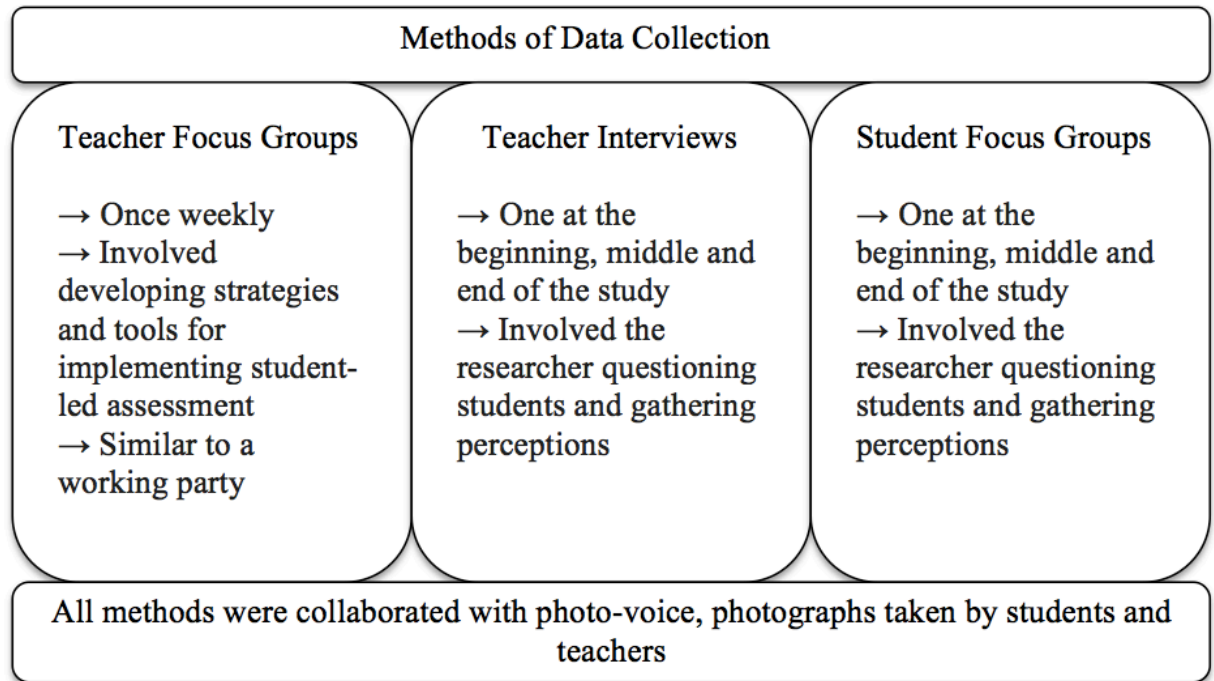 Methods of Data Collection
Teacher Focus Groups
→ Once weekly
→ Involved
developing strategies
and tools for
implementing student-
led assessment
→ Similar to a
working party
Teacher Interviews
→ One at the
beginning, middle and
end of the study
→ Involved the
researcher questioning
students and gathering
perceptions
Student Focus Groups
→ One at the
beginning, middle and
end of the study
→ Involved the
researcher questioning
students and gathering
perceptions
All methods were collaborated with photo-voice, photographs taken by students and
teachers